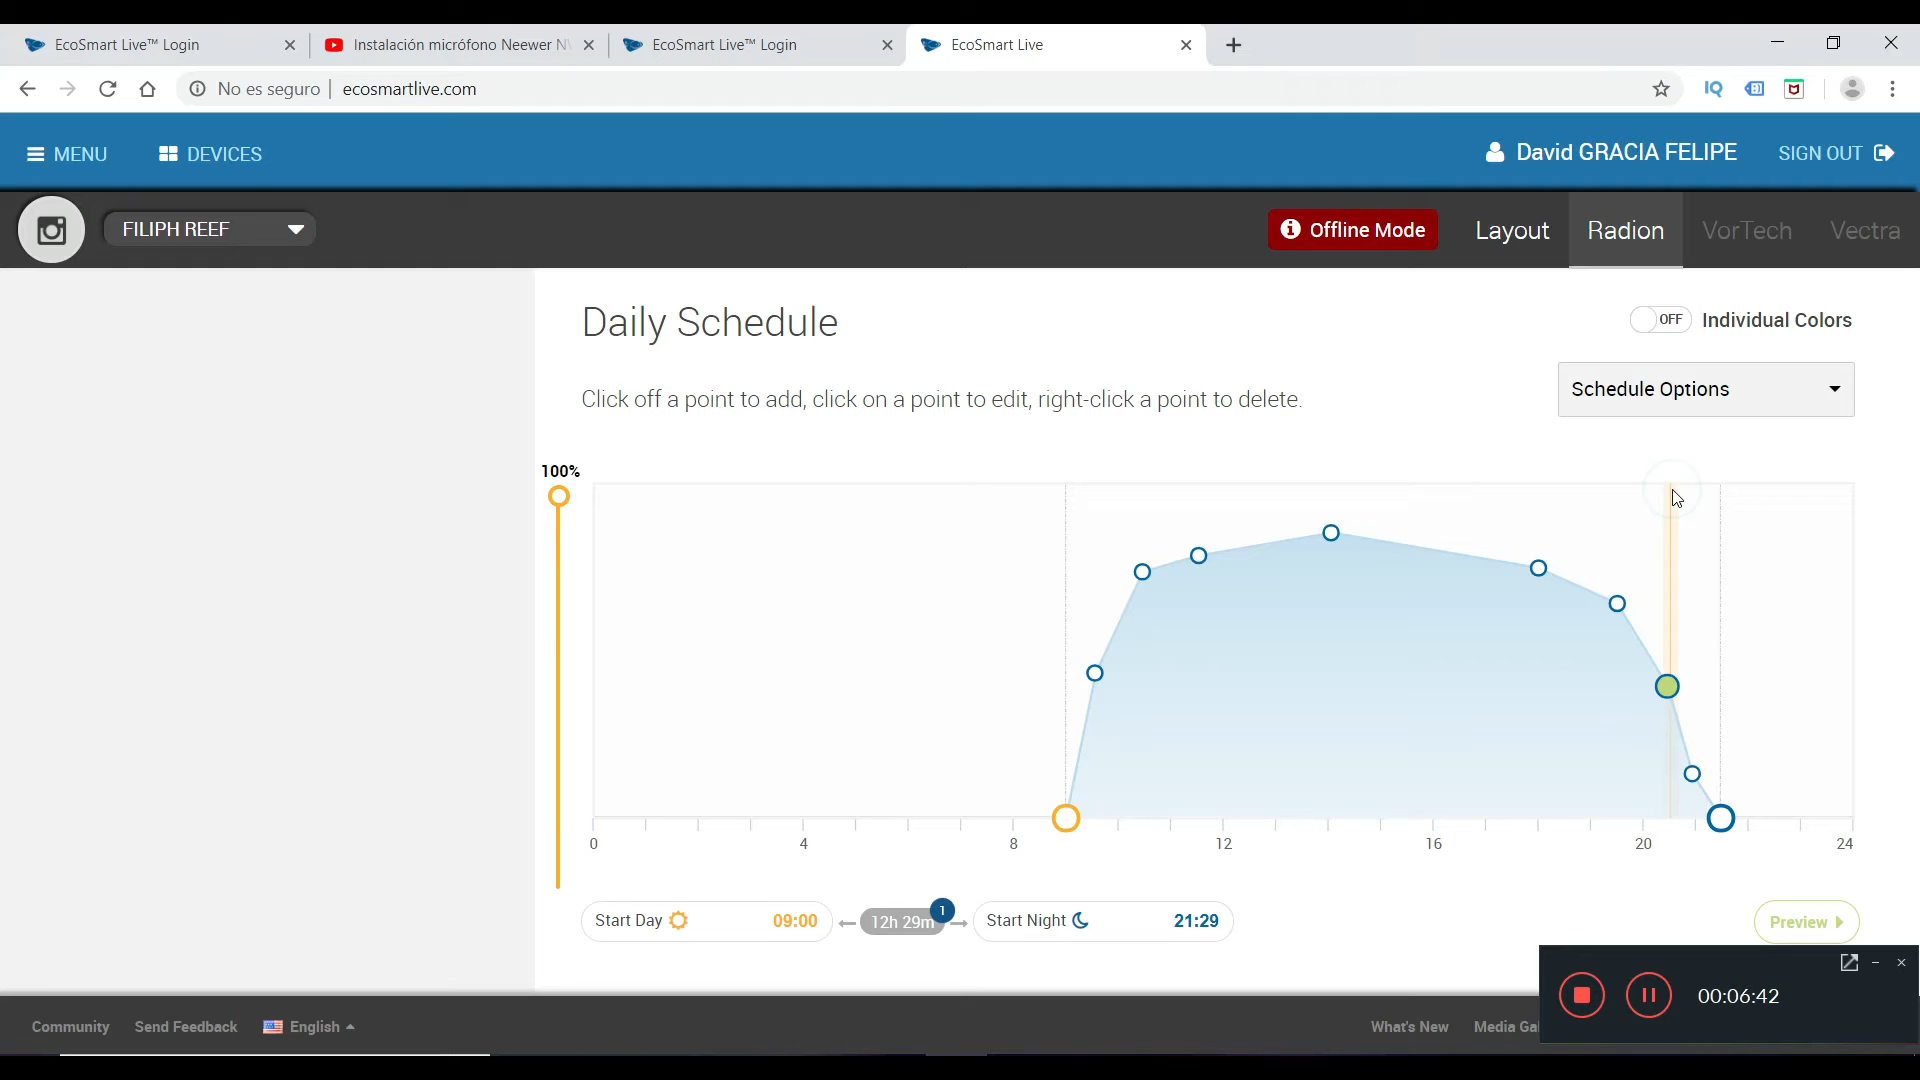 EcoSmart Live™ Login
Instalación micrófono Neewer
EcoSmart Live™ Login
EcoSmart Live
No es seguro | ecosmartlive.com
IQ
MENU
DEVICES
David GRACIA FELIPE
SIGN OUT
FILIPH REEF
Offline Mode
Layout
Radion
VorTech
Vectra
Daily Schedule
OFF
Individual Colors
Click off a point to add, click on a point to edit, right-click a point to delete.
Schedule Options
100%
0 4 8 12 16 20 24
Start Day
09:00
12h 29m
1
Start Night
21:29
Preview
00:06:42
Community
Send Feedback
English
What's New
Media